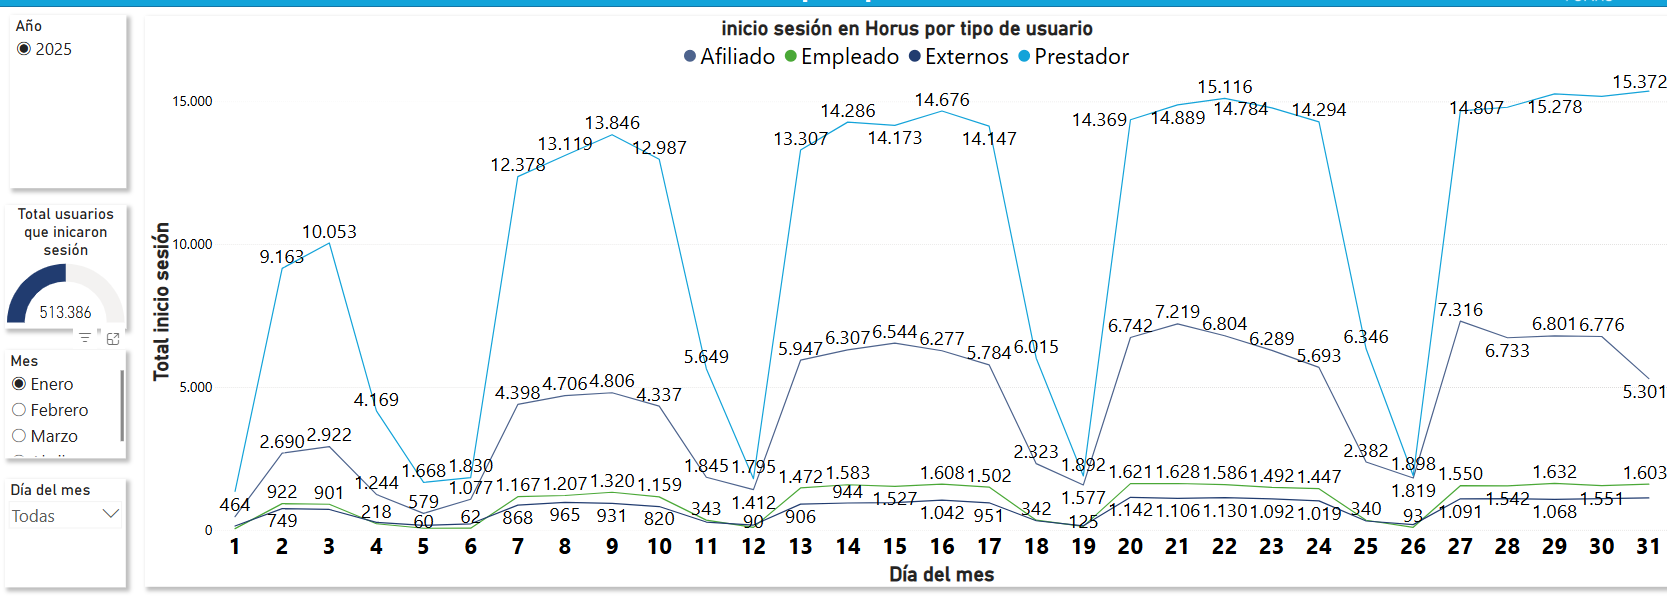 Año
2025
Total usuarios
que inicaron
sesión
513.386
Mes
Enero
Febrero
Marzo
Día del mes
Todas
inicio sesión en Horus por tipo de usuario
Afiliado Empleado Externos Prestador
Total inicio sesión
15.000
10.000
5.000
0
9.163 10.053 4.169 1.668 1.830 12.378 13.119 13.846 12.987 5.649 1.795 13.307 14.286 14.173 14.676 14.147 6.015 1.892 14.369 14.889 15.116 14.784 14.294 6.346 1.898 14.807 15.278 15.372
464 2.690 2.922 1.244 579 1.077 4.398 4.706 4.806 4.337 1.845 1.412 5.947 6.307 6.544 6.277 5.784 2.323 1.577 6.742 7.219 6.804 6.289 5.693 2.382 1.819 7.316 6.733 6.801 6.776 5.301
922 901 218 60 62 1.167 1.207 1.320 1.159 343 90 1.472 1.583 1.527 1.608 1.502 342 125 1.621 1.628 1.586 1.492 1.447 340 93 1.550 1.542 1.632 1.551 1.603
749 868 965 931 820 906 944 1.042 951 1.142 1.106 1.130 1.092 1.019 1.091 1.068
1 2 3 4 5 6 7 8 9 10 11 12 13 14 15 16 17 18 19 20 21 22 23 24 25 26 27 28 29 30 31
Día del mes